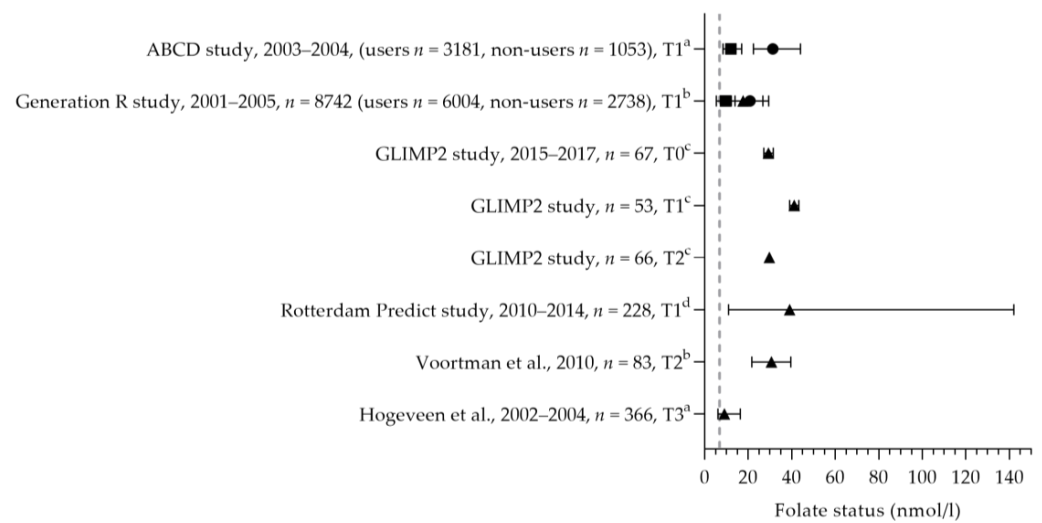 ABCD study, 2003–2004, (users n = 3181, non-users n = 1053), T1ᵃ
Generation R study, 2001–2005, n = 8742 (users n = 6004, non-users n = 2738), T1ᵇ
GLIMP2 study, 2015–2017, n = 67, T0ᶜ
GLIMP2 study, n = 53, T1ᶜ
GLIMP2 study, n = 66, T2ᶜ
Rotterdam Predict study, 2010–2014, n = 228, T1ᵈ
Voortman et al., 2010, n = 83, T2ᵇ
Hogeveen et al., 2002–2004, n = 366, T3ᵃ
0 20 40 60 80 100 120 140
Folate status (nmol/l)